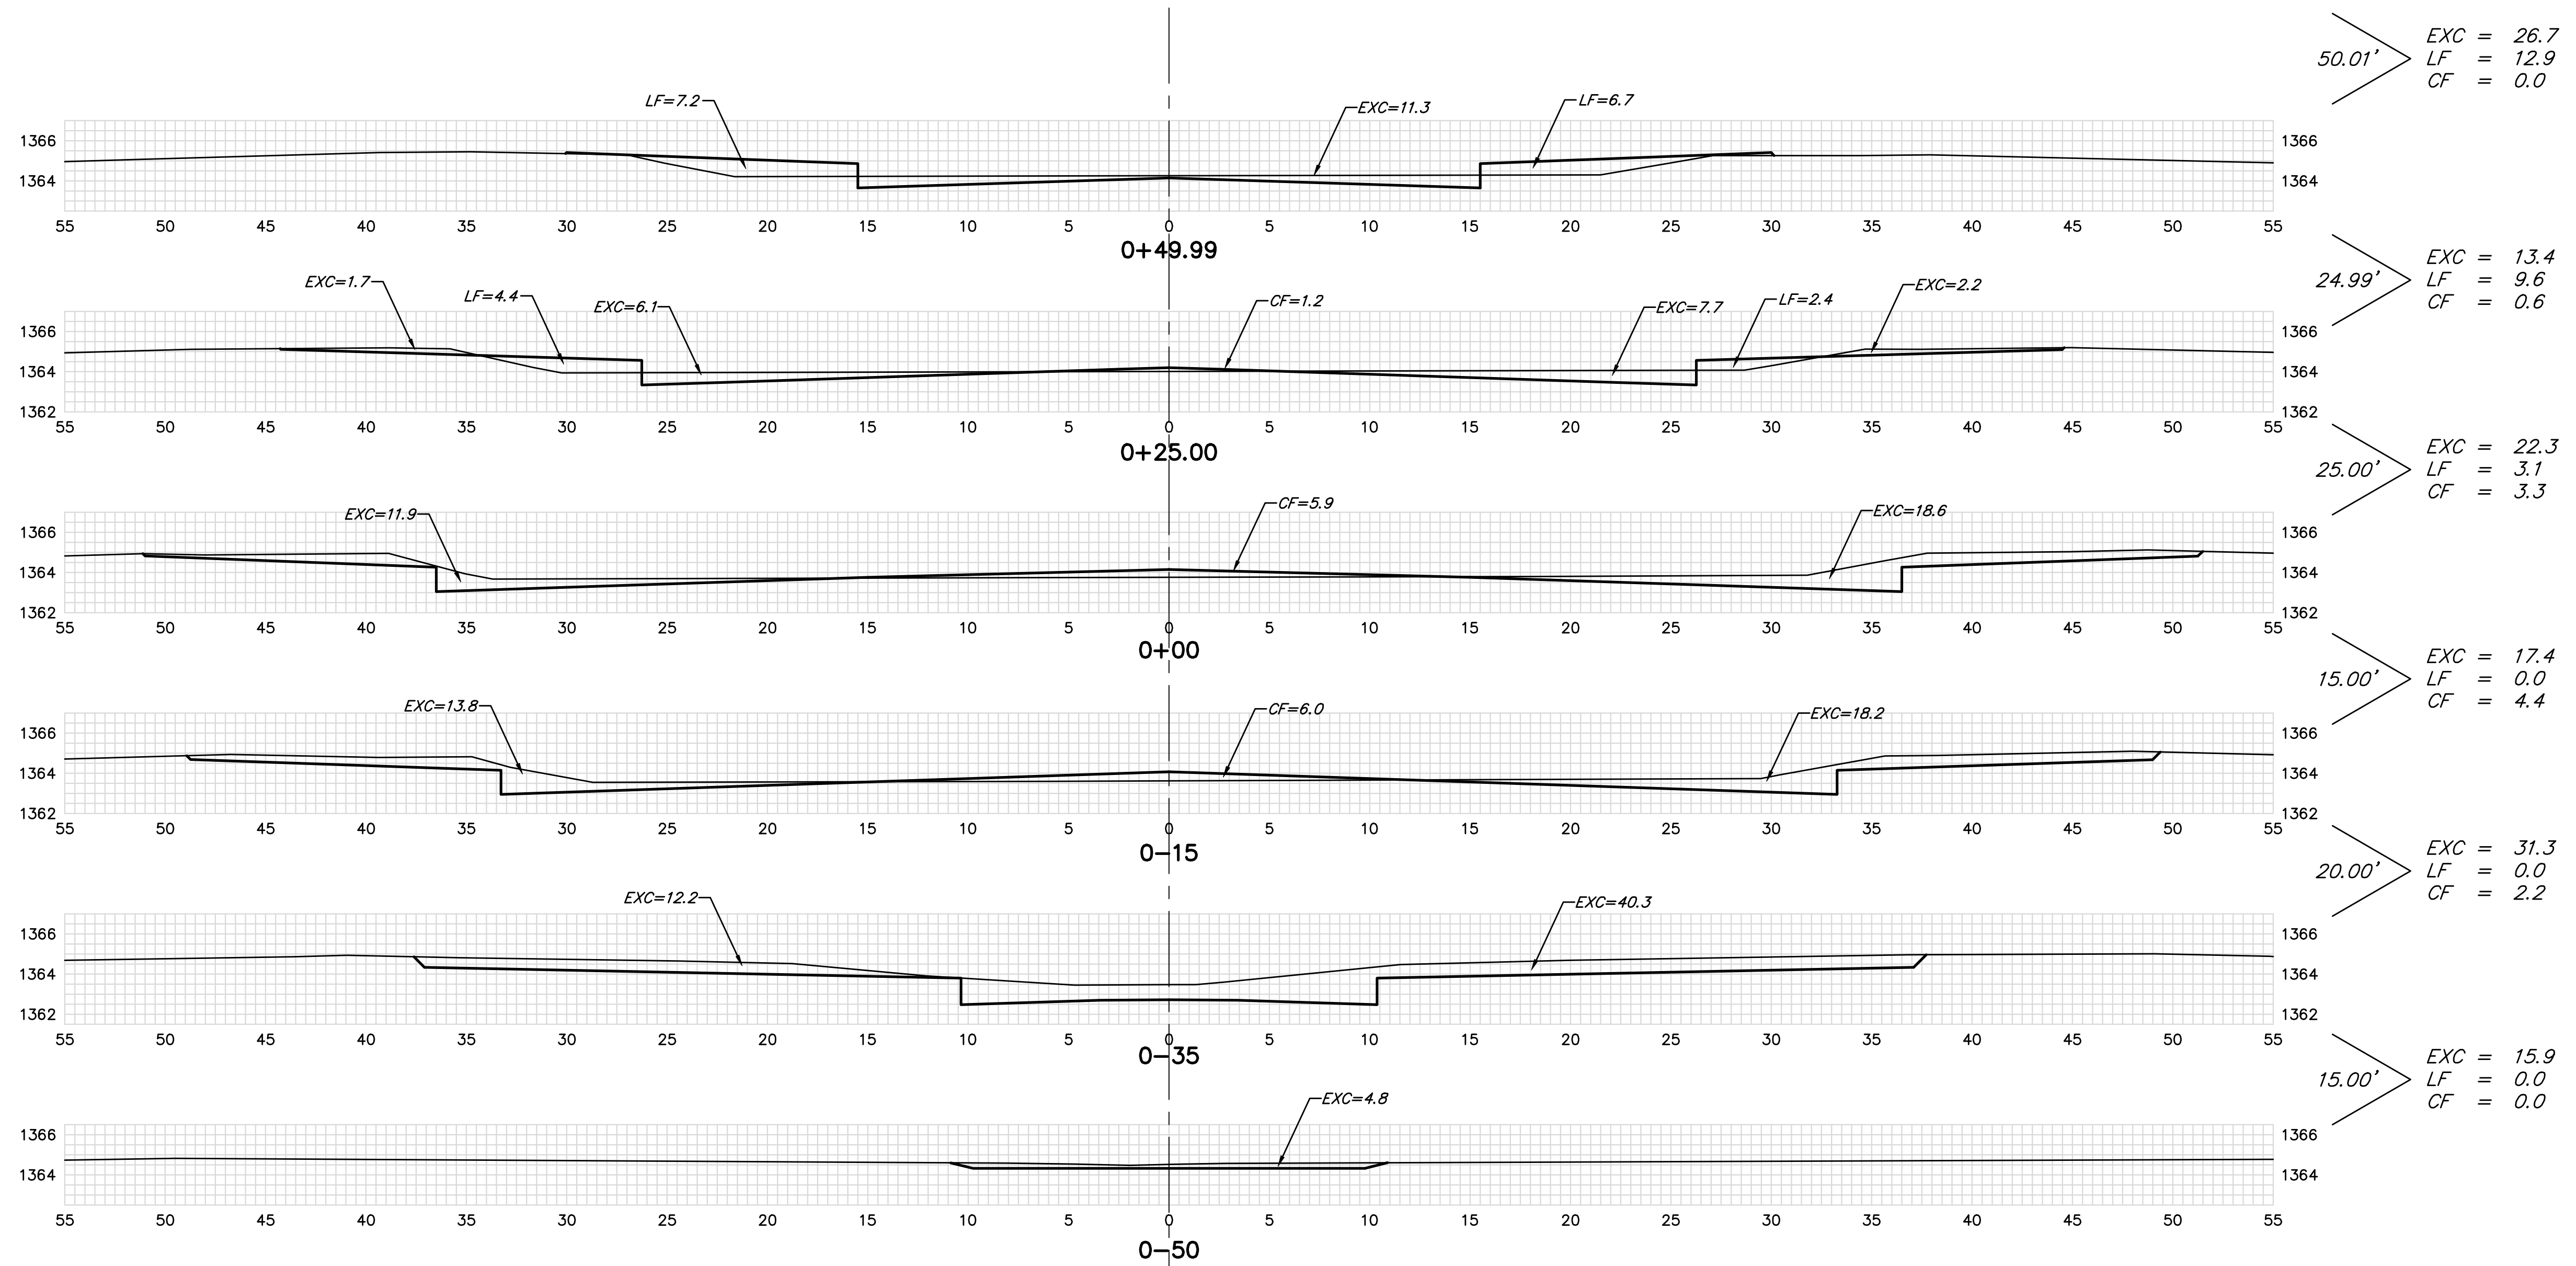 50.01'
EXC = 26.7
LF = 12.9
CF = 0.0
LF=7.2
EXC=11.3
LF=6.7
1366 1366
1364 1364
55 50 45 40 35 30 25 20 15 10 5 0 5 10 15 20 25 30 35 40 45 50 55
0+49.99
24.99'
EXC = 13.4
LF = 9.6
CF = 0.6
EXC=1.7
LF=4.4
EXC=6.1
CF=1.2
EXC=7.7
LF=2.4
EXC=2.2
1366 1366
1364 1364
1362 1362
55 50 45 40 35 30 25 20 15 10 5 0 5 10 15 20 25 30 35 40 45 50 55
0+25.00
25.00'
EXC = 22.3
LF = 3.1
CF = 3.3
EXC=11.9
CF=5.9
EXC=18.6
1366 1366
1364 1364
1362 1362
55 50 45 40 35 30 25 20 15 10 5 0 5 10 15 20 25 30 35 40 45 50 55
0+00
15.00'
EXC = 17.4
LF = 0.0
CF = 4.4
EXC=13.8
CF=6.0
EXC=18.2
1366 1366
1364 1364
1362 1362
55 50 45 40 35 30 25 20 15 10 5 0 5 10 15 20 25 30 35 40 45 50 55
0-15
20.00'
EXC = 31.3
LF = 0.0
CF = 2.2
EXC=12.2
EXC=40.3
1366 1366
1364 1364
1362 1362
55 50 45 40 35 30 25 20 15 10 5 0 5 10 15 20 25 30 35 40 45 50 55
0-35
15.00'
EXC = 15.9
LF = 0.0
CF = 0.0
EXC=4.8
1366 1366
1364 1364
55 50 45 40 35 30 25 20 15 10 5 0 5 10 15 20 25 30 35 40 45 50 55
0-50